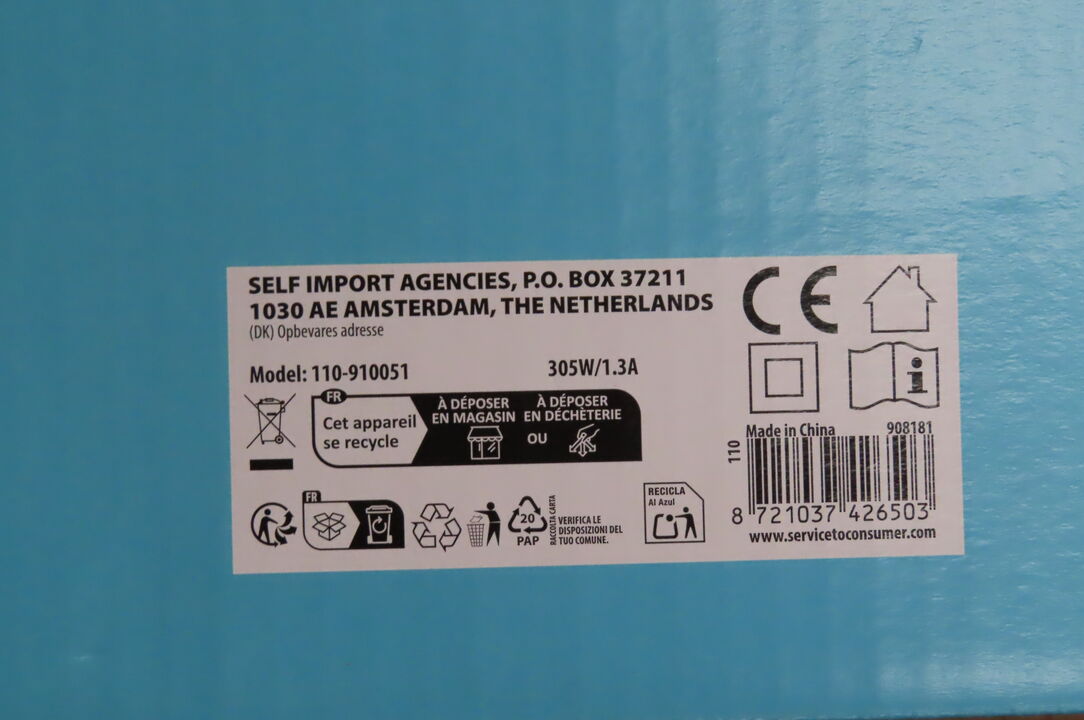 SELF IMPORT AGENCIES, P.O. BOX 37211
1030 AE AMSTERDAM, THE NETHERLANDS
(DK) Opbevares adresse
Model: 110-910051
305W/1.3A
CE
FR
Cet appareil
se recycle
À DÉPOSER
EN MAGASIN
OU
À DÉPOSER
EN DÉCHÈTERIE
FR
20
PAP
RACCOLTA CARTA
VERIFICA LE
DISPOSIZIONI DEL
TUO COMUNE.
RECICLA
Al Azul
i
Made in China
908181
110
8 721037 426503
www.servicetoconsumer.com